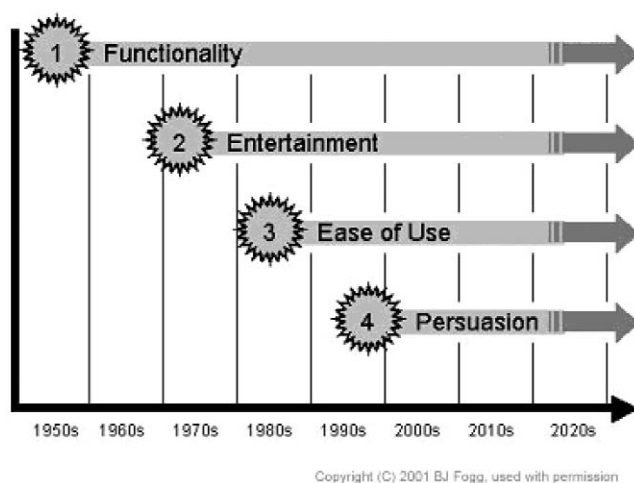 1 Functionality
2 Entertainment
3 Ease of Use
4 Persuasion
1950s 1960s 1970s 1980s 1990s 2000s 2010s 2020s
Copyright (C) 2001 BJ Fogg, used with permission